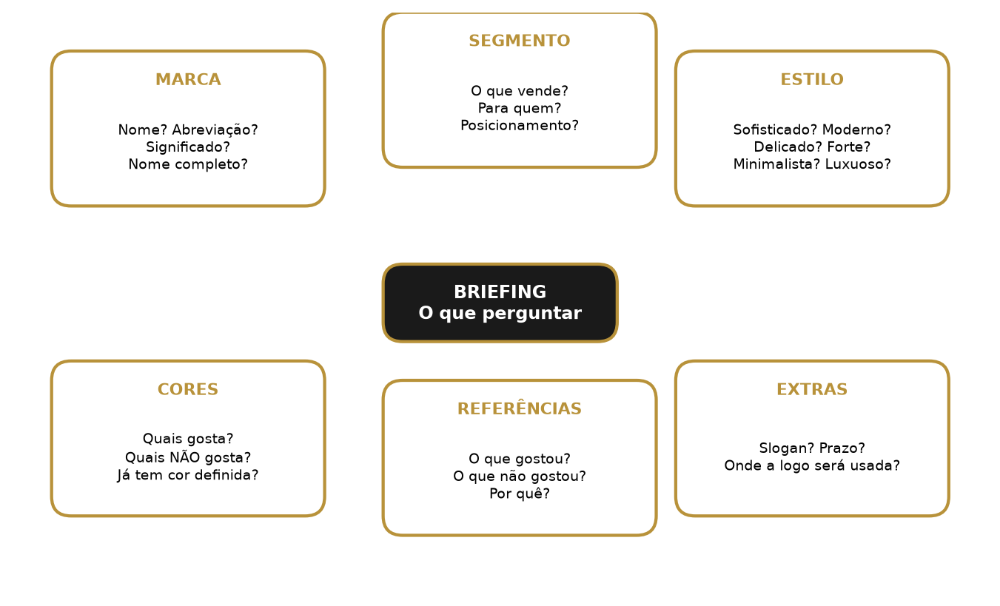 SEGMENTO
O que vende?
Para quem?
Posicionamento?
MARCA
Nome? Abreviação?
Significado?
Nome completo?
ESTILO
Sofisticado? Moderno?
Delicado? Forte?
Minimalista? Luxuoso?
BRIEFING
O que perguntar
CORES
Quais gosta?
Quais NÃO gosta?
Já tem cor definida?
REFERÊNCIAS
O que gostou?
O que não gostou?
Por quê?
EXTRAS
Slogan? Prazo?
Onde a logo será usada?